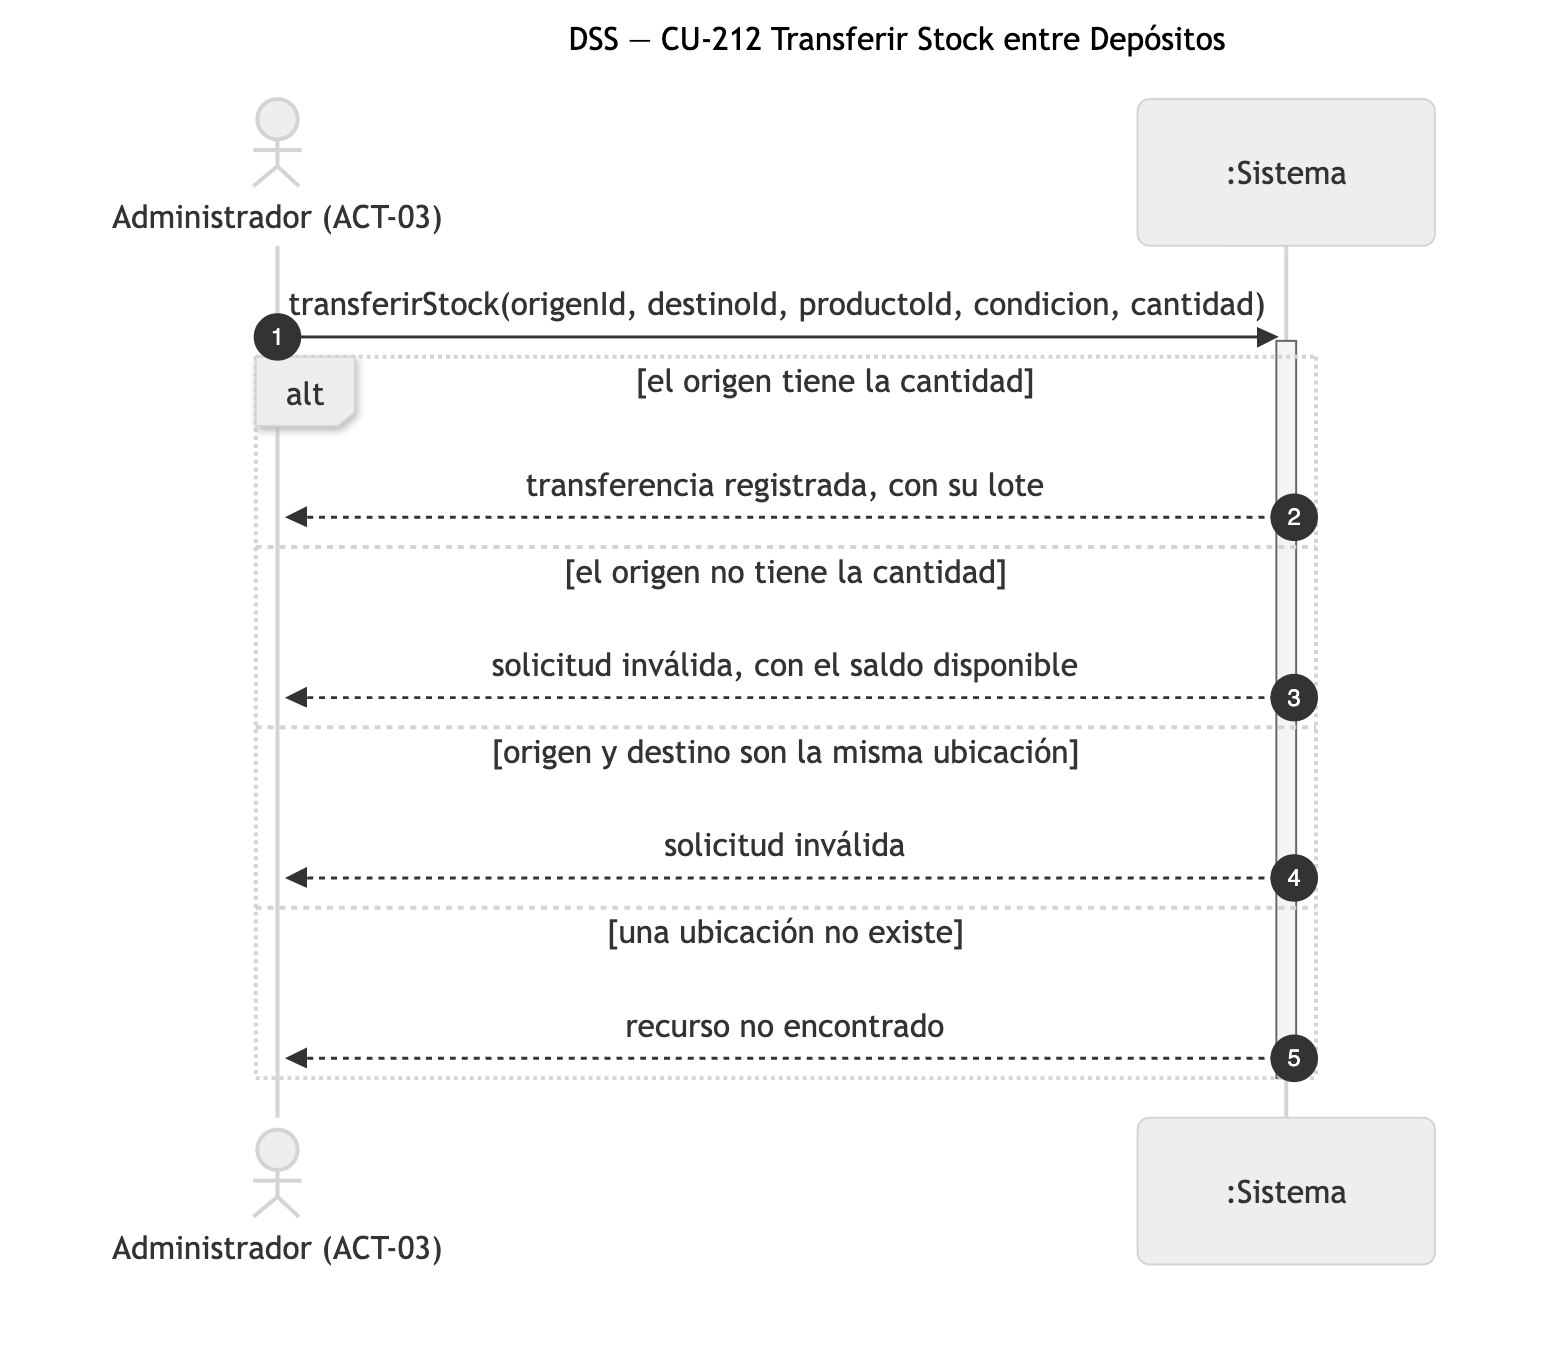 DSS — CU-212 Transferir Stock entre Depósitos
Administrador (ACT-03)
:Sistema
transferirStock(origenId, destinoId, productoId, condicion, cantidad)
1
alt
[el origen tiene la cantidad]
transferencia registrada, con su lote
2
[el origen no tiene la cantidad]
solicitud inválida, con el saldo disponible
3
[origen y destino son la misma ubicación]
solicitud inválida
4
[una ubicación no existe]
recurso no encontrado
5
Administrador (ACT-03)
:Sistema